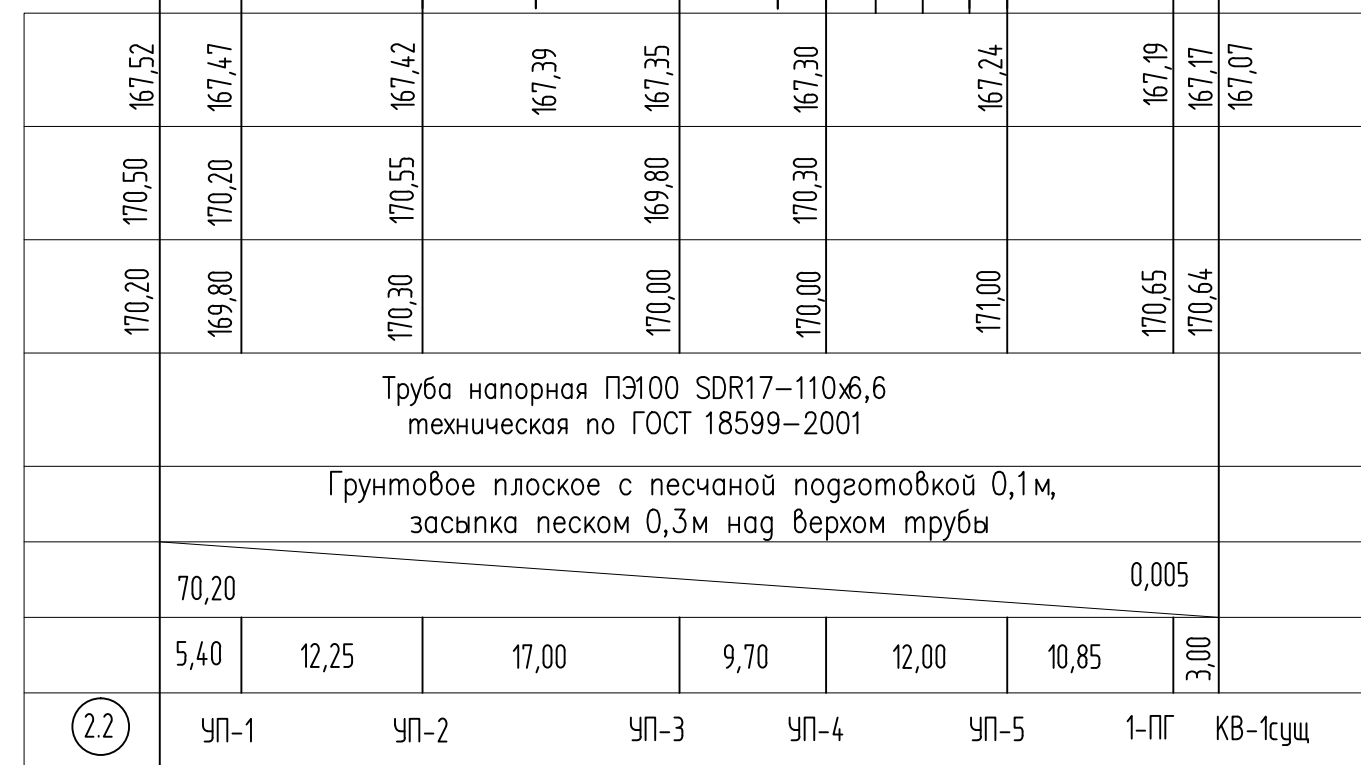 167,52 167,47 167,42 167,39 167,35 167,30 167,24 167,19 167,17 167,07
170,50 170,20 170,55 169,80 170,30
170,20 169,80 170,30 170,00 170,00 171,00 170,65 170,64
Труба напорная ПЭ100 SDR17-110x6,6
техническая по ГОСТ 18599-2001
Грунтовое плоское с песчаной подготовкой 0,1м,
засыпка песком 0,3м над верхом трубы
70,20 0,005
5,40 12,25 17,00 9,70 12,00 10,85 3,00
2.2 УП-1 УП-2 УП-3 УП-4 УП-5 1-ПГ КВ-1сущ